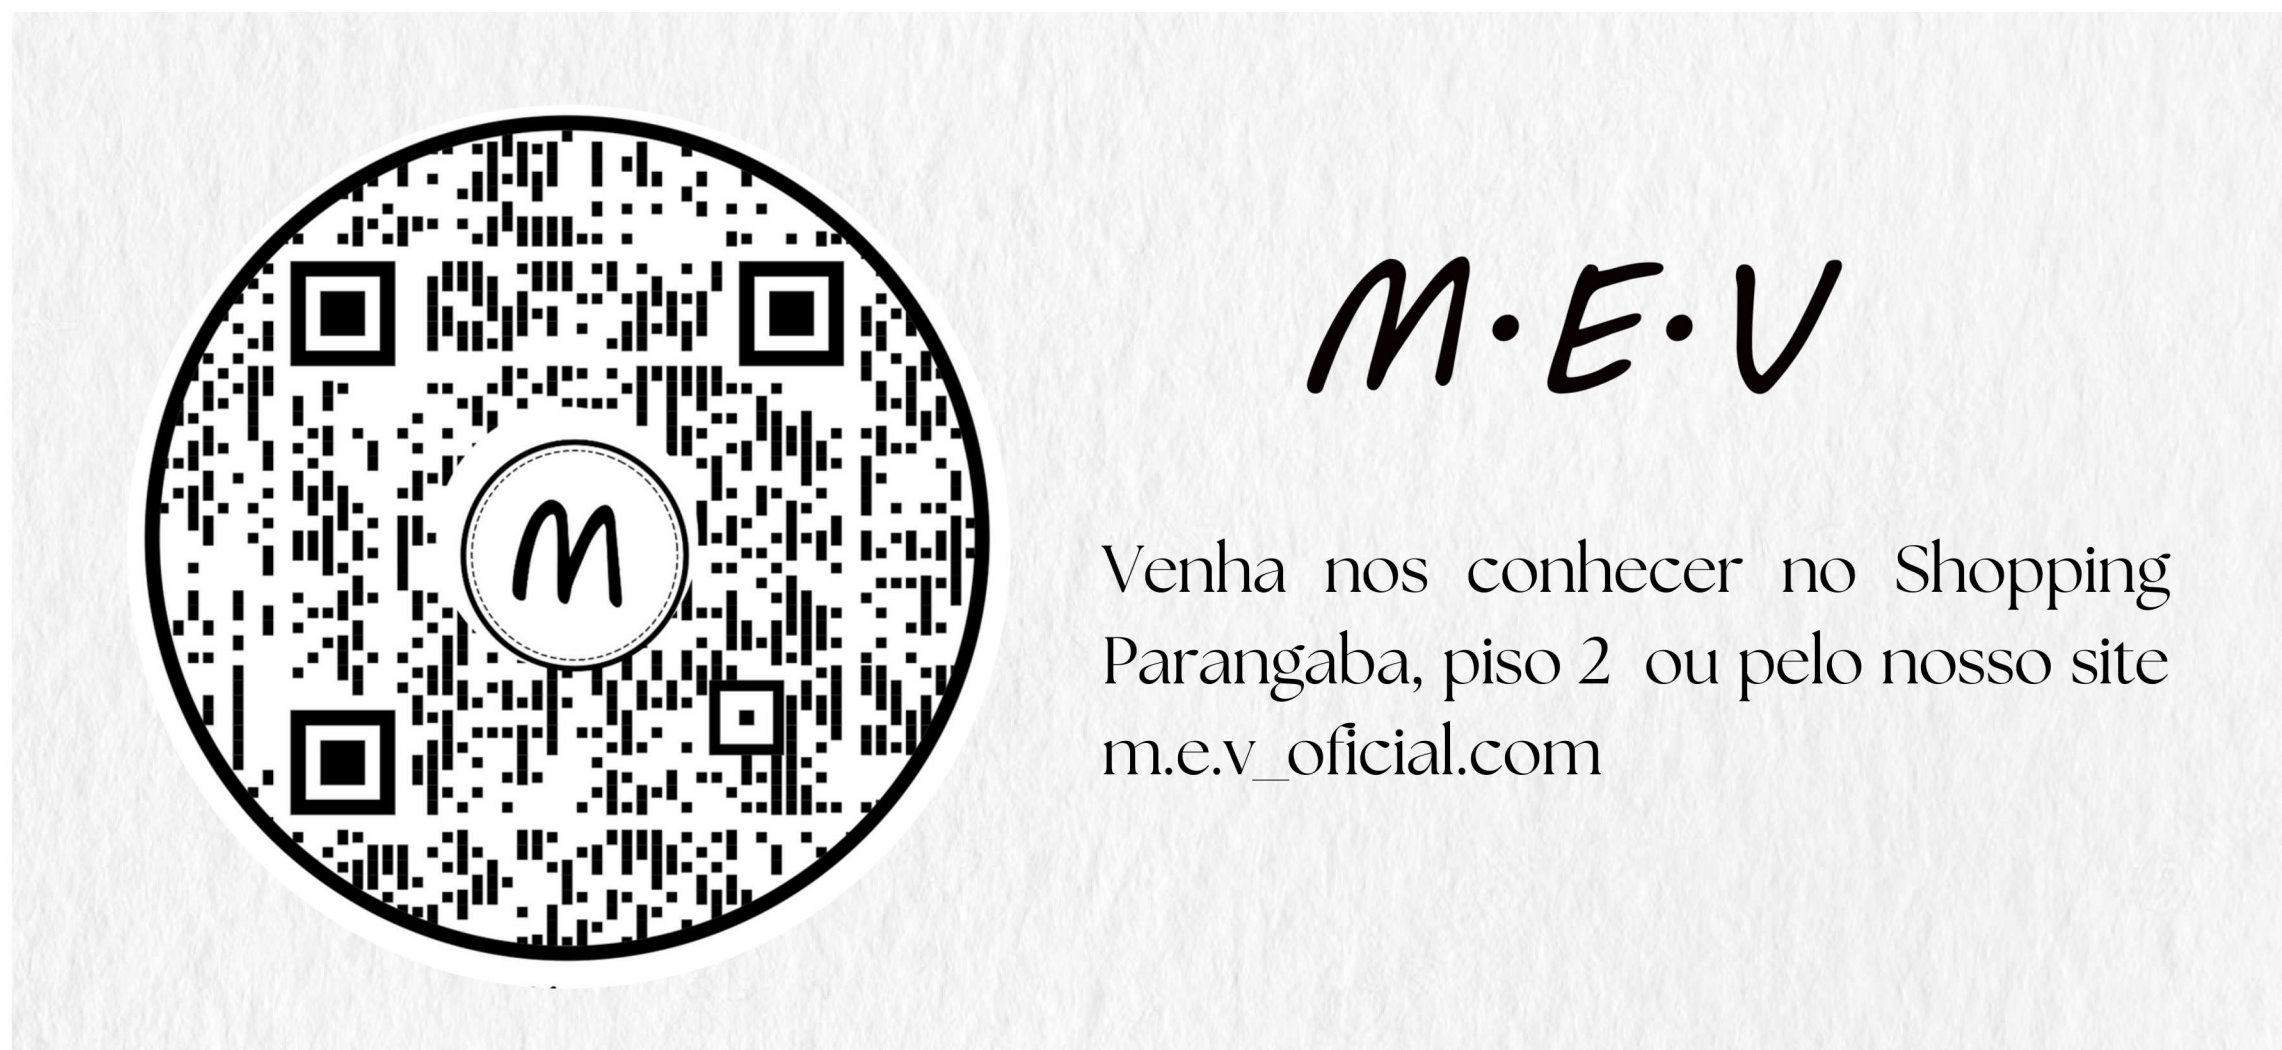 M
M·E·V
Venha nos conhecer no Shopping
Parangaba, piso 2 ou pelo nosso site
m.e.v_oficial.com